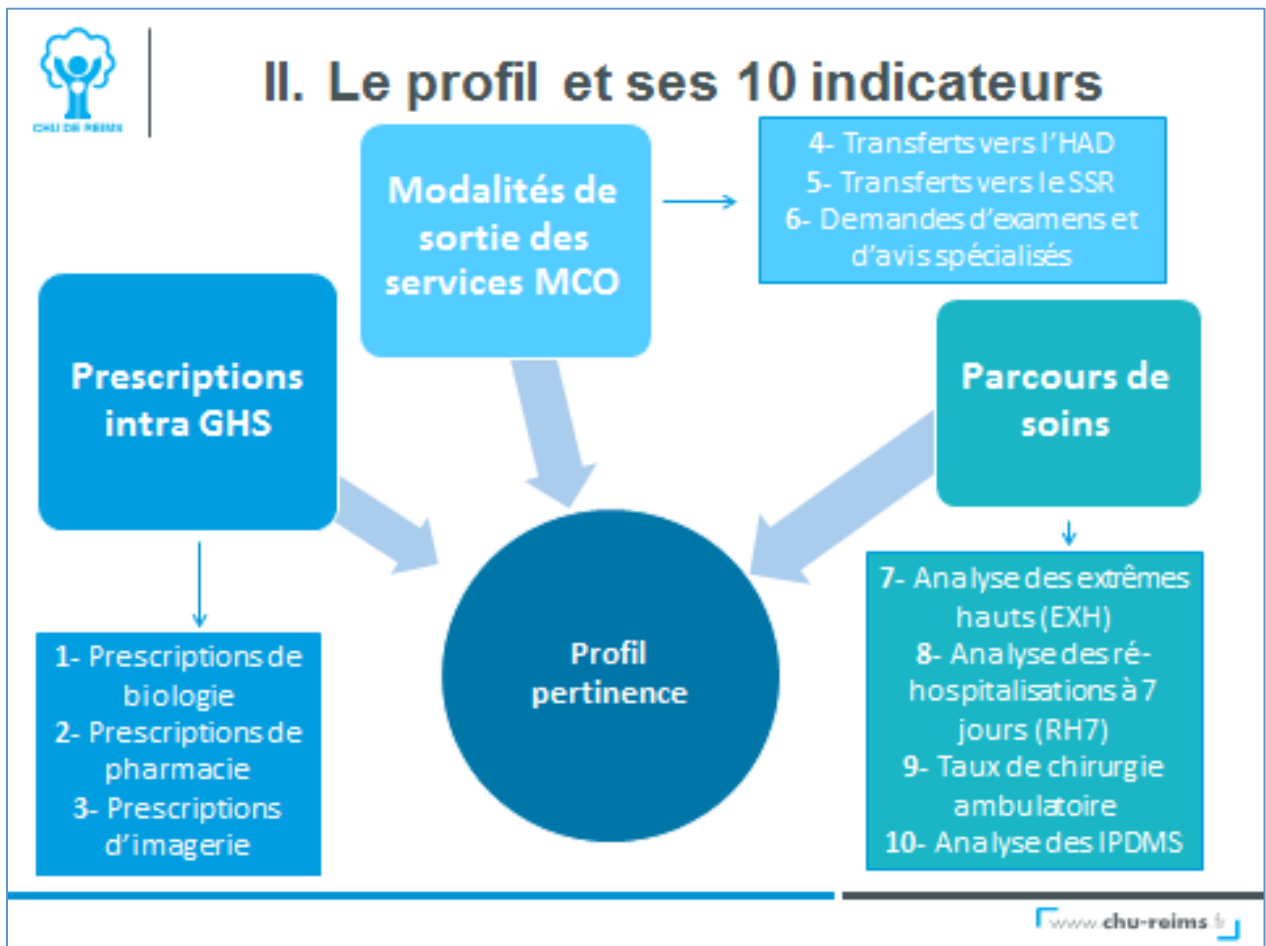 CHU DE REIMS
II. Le profil et ses 10 indicateurs
Modalités de
sortie des
services MCO
4- Transferts vers l'HAD
5- Transferts vers le SSR
6- Demandes d'examens et
d'avis spécialisés
Prescriptions
intra GHS
Parcours de
soins
1- Prescriptions de
biologie
2- Prescriptions de
pharmacie
3- Prescriptions
d'imagerie
Profil
pertinence
7- Analyse des extrêmes
hauts (EXH)
8- Analyse des ré-
hospitalisations à 7
jours (RH7)
9- Taux de chirurgie
ambulatoire
10- Analyse des IPDMS
www.chu-reims.fr